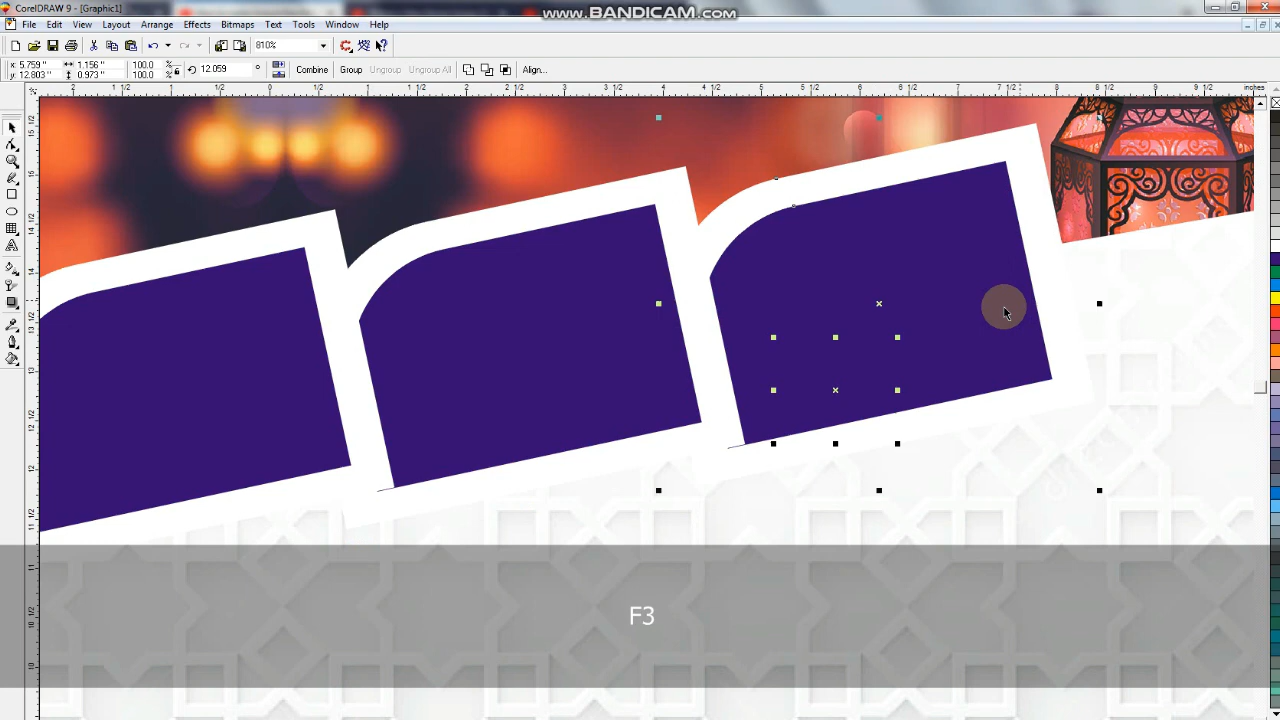 CorelDRAW 9 - [Graphic1]
www.BANDICAM.com
File Edit View Layout Arrange Effects Bitmaps Text Tools Window Help
810%
x: 5.759 " 1.156 " 100.0 %
y: 12.803 " 0.973 " 100.0 %
12.059 °
Combine Group Ungroup Ungroup All Align...
inches
F3